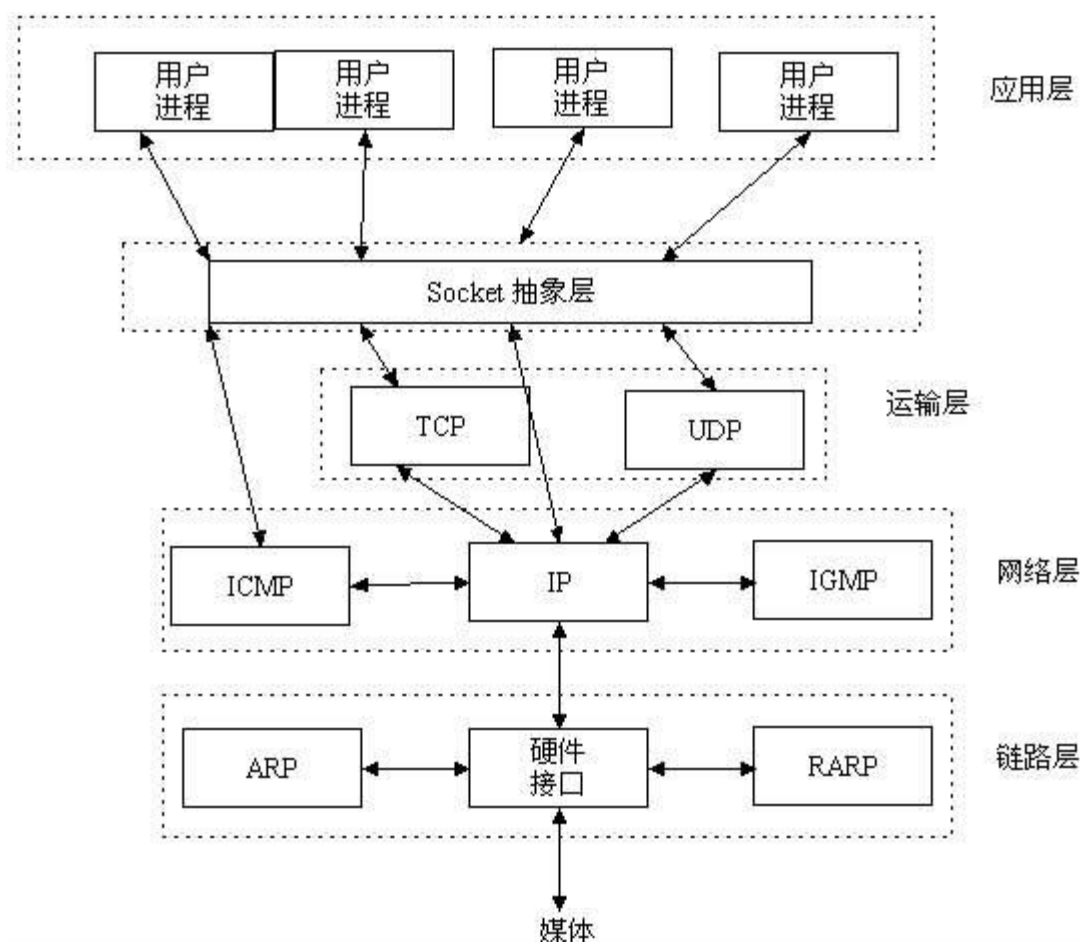 用户
进程
用户
进程
用户
进程
用户
进程
应用层
Socket 抽象层
TCP
UDP
运输层
ICMP
IP
IGMP
网络层
ARP
硬件
接口
RARP
链路层
媒体